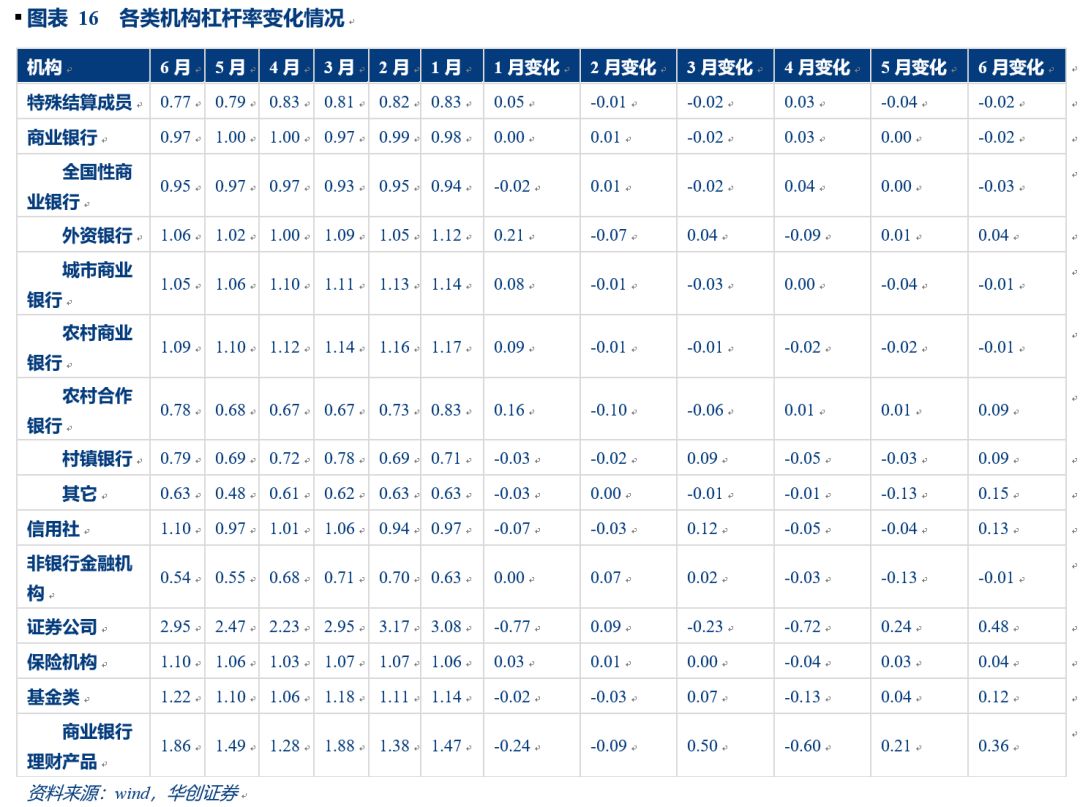 图表 16 各类机构杠杆率变化情况
机构 6 月 5 月 4 月 3 月 2 月 1 月 1 月变化 2 月变化 3 月变化 4 月变化 5 月变化 6 月变化
特殊结算成员 0.77 0.79 0.83 0.81 0.82 0.83 0.05 -0.01 -0.02 0.03 -0.04 -0.02
商业银行 0.97 1.00 1.00 0.97 0.99 0.98 0.00 0.01 -0.02 0.03 0.00 -0.02
全国性商
业银行 0.95 0.97 0.97 0.93 0.95 0.94 -0.02 0.01 -0.02 0.04 0.00 -0.03
外资银行 1.06 1.02 1.00 1.09 1.05 1.12 0.21 -0.07 0.04 -0.09 0.01 0.04
城市商业
银行 1.05 1.06 1.10 1.11 1.13 1.14 0.08 -0.01 -0.03 0.00 -0.04 -0.01
农村商业
银行 1.09 1.10 1.12 1.14 1.16 1.17 0.09 -0.01 -0.01 -0.02 -0.02 -0.01
农村合作
银行 0.78 0.68 0.67 0.67 0.73 0.83 0.16 -0.10 -0.06 0.01 0.01 0.09
村镇银行 0.79 0.69 0.72 0.78 0.69 0.71 -0.03 -0.02 0.09 -0.05 -0.03 0.09
其它 0.63 0.48 0.61 0.62 0.63 0.63 -0.03 0.00 -0.01 -0.01 -0.13 0.15
信用社 1.10 0.97 1.01 1.06 0.94 0.97 -0.07 -0.03 0.12 -0.05 -0.04 0.13
非银行金融机
构 0.54 0.55 0.68 0.71 0.70 0.63 0.00 0.07 0.02 -0.03 -0.13 -0.01
证券公司 2.95 2.47 2.23 2.95 3.17 3.08 -0.77 0.09 -0.23 -0.72 0.24 0.48
保险机构 1.10 1.06 1.03 1.07 1.07 1.06 0.03 0.01 0.00 -0.04 0.03 0.04
基金类 1.22 1.10 1.06 1.18 1.11 1.14 -0.02 -0.03 0.07 -0.13 0.04 0.12
商业银行
理财产品 1.86 1.49 1.28 1.88 1.38 1.47 -0.24 -0.09 0.50 -0.60 0.21 0.36
资料来源：wind，华创证券